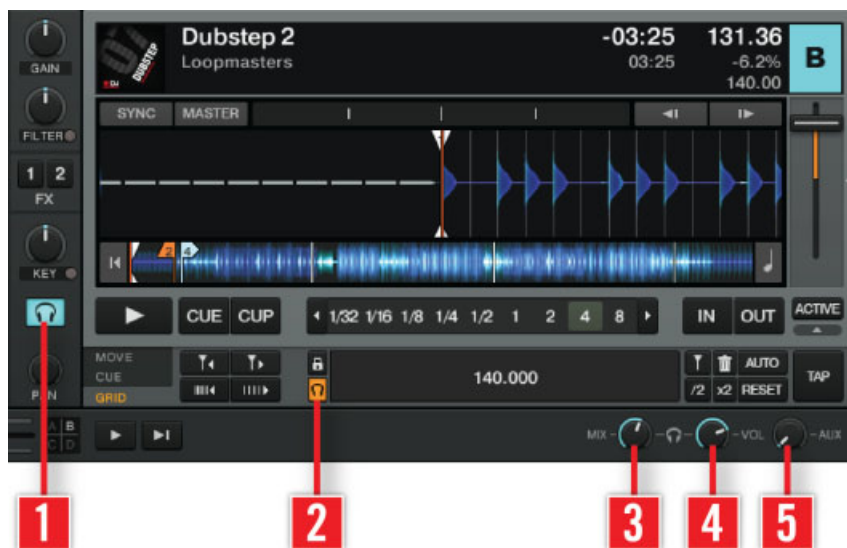 GAIN
FILTER
1 2
FX
KEY
PAN
DUBSTEP
Dubstep 2
Loopmasters
-03:25
03:25
131.36
-6.2%
140.00
B
SYNC MASTER
2 4
CUE CUP
1/32 1/16 1/8 1/4 1/2 1 2 4 8
IN OUT
ACTIVE
MOVE
CUE
GRID
140.000
AUTO
/2 x2 RESET
TAP
A B
C D
MIX VOL AUX
1 2 3 4 5